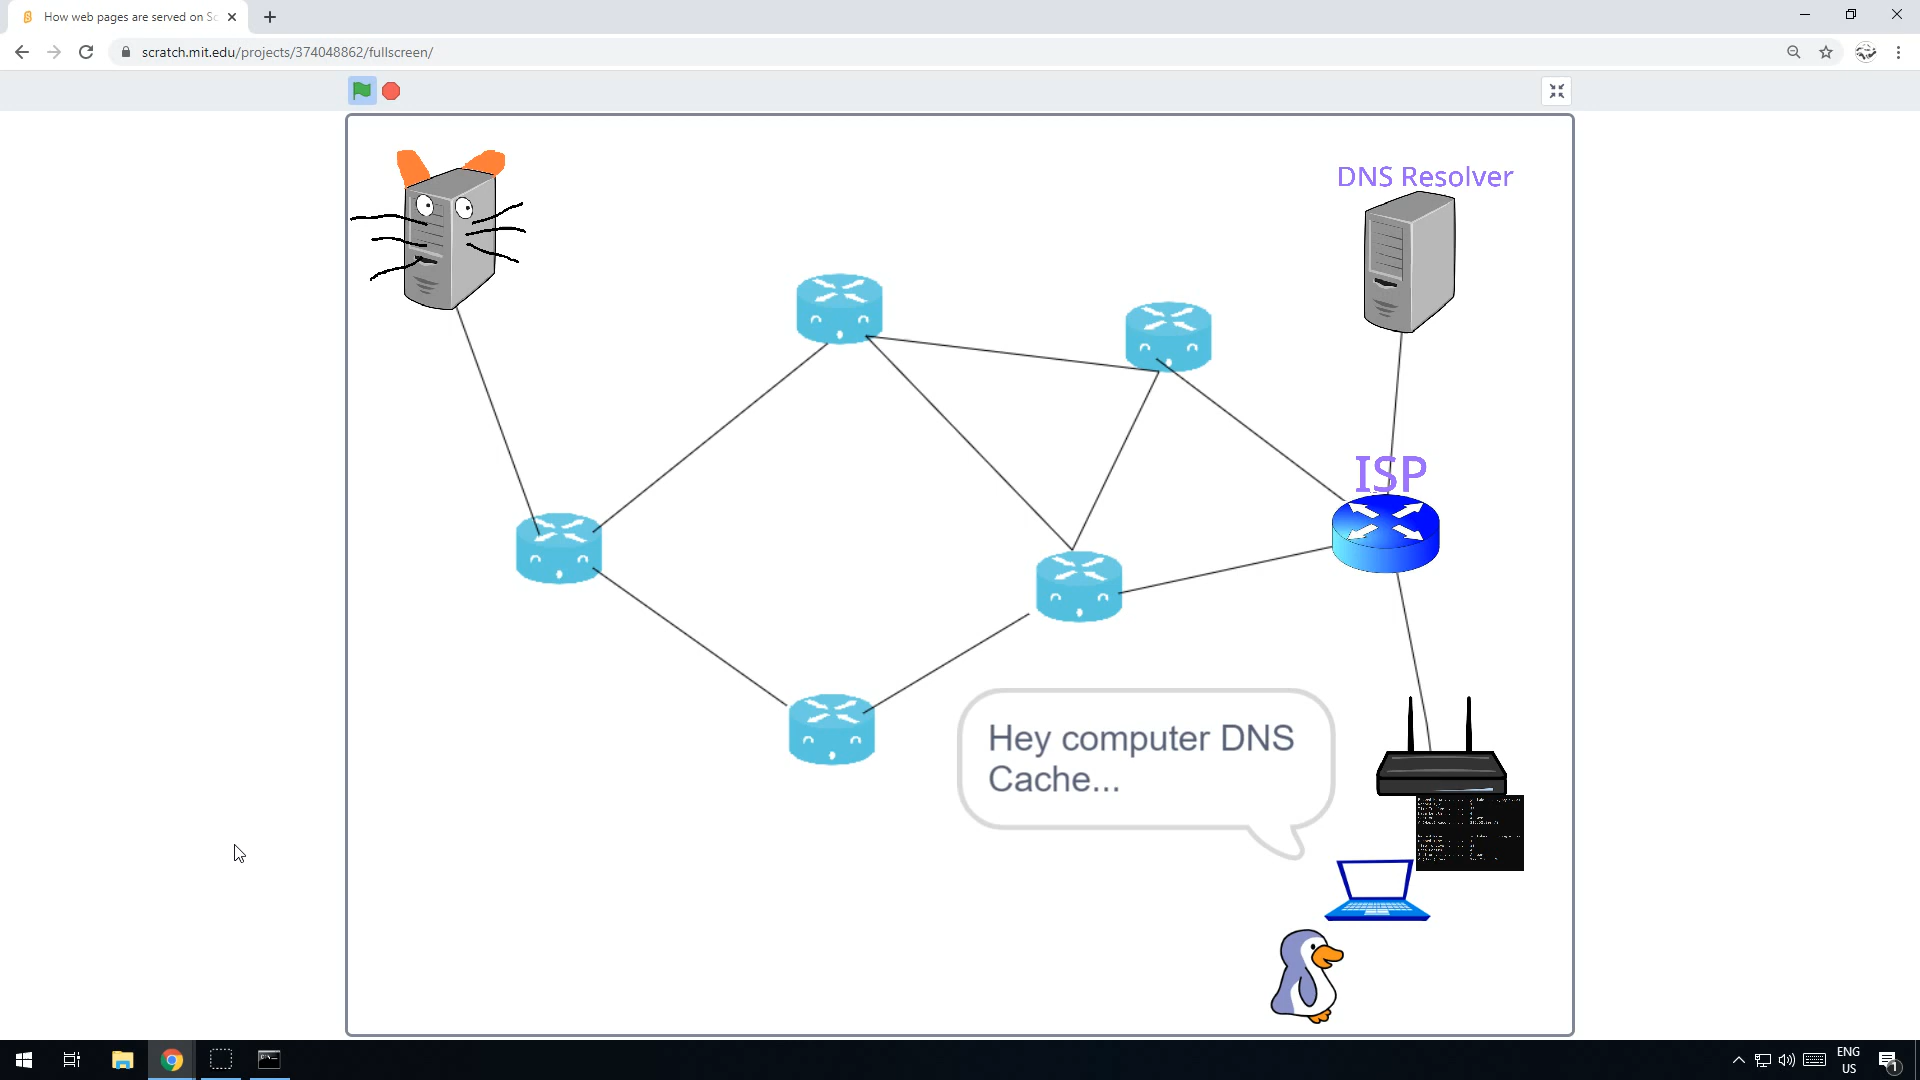 How web pages are served on Sc
scratch.mit.edu/projects/374048862/fullscreen/
DNS Resolver
ISP
Hey computer DNS
Cache...
ENG
US
1